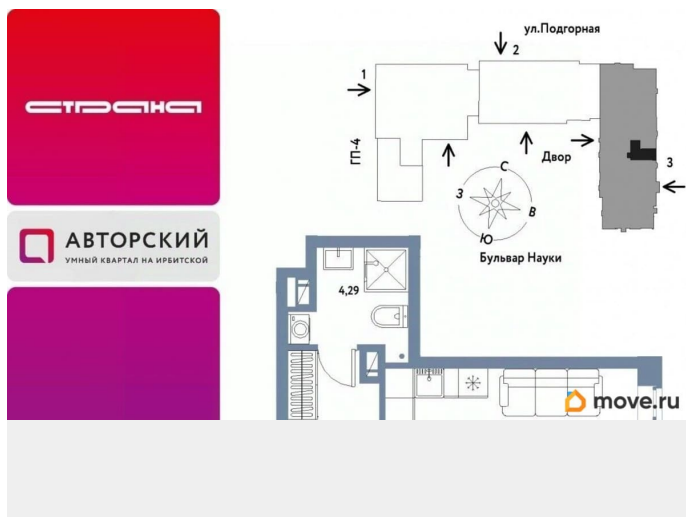 СТРАНА
АВТОРСКИЙ
УМНЫЙ КВАРТАЛ НА ИРБИТСКОЙ
ул.Подгорная
2
1
ГП-4
Двор
3
С
З
В
Ю
Бульвар Науки
4,29
move.ru